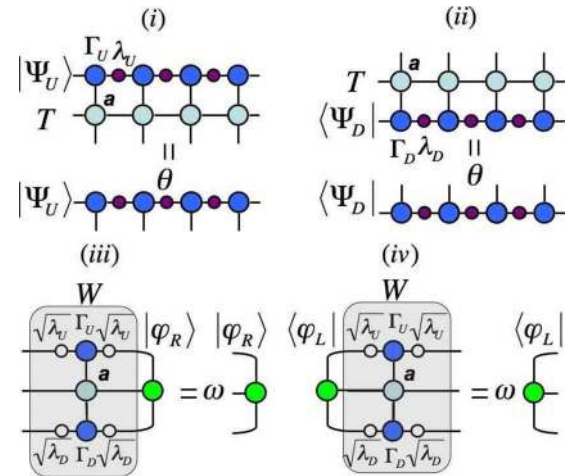 (i)
Γ_U λ_U
|Ψ_U⟩
a
T
=
θ
|Ψ_U⟩
(ii)
a
T
⟨Ψ_D|
Γ_D λ_D
=
θ
⟨Ψ_D|
(iii)
W
√λ_U Γ_U √λ_U |φ_R⟩ |φ_R⟩
a
= ω
√λ_D Γ_D √λ_D
(iv)
W
⟨φ_L| √λ_U Γ_U √λ_U ⟨φ_L|
a
= ω
√λ_D Γ_D √λ_D